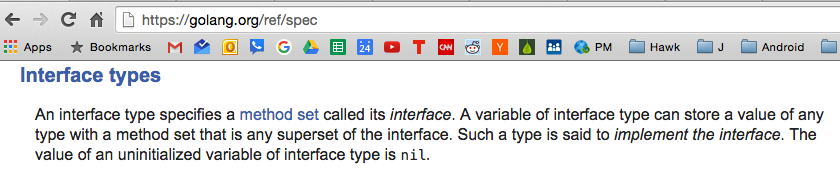 https://golang.org/ref/spec
Apps Bookmarks 24 T CNN Y PM Hawk J Android
Interface types
An interface type specifies a method set called its interface. A variable of interface type can store a value of any
type with a method set that is any superset of the interface. Such a type is said to implement the interface. The
value of an uninitialized variable of interface type is nil.